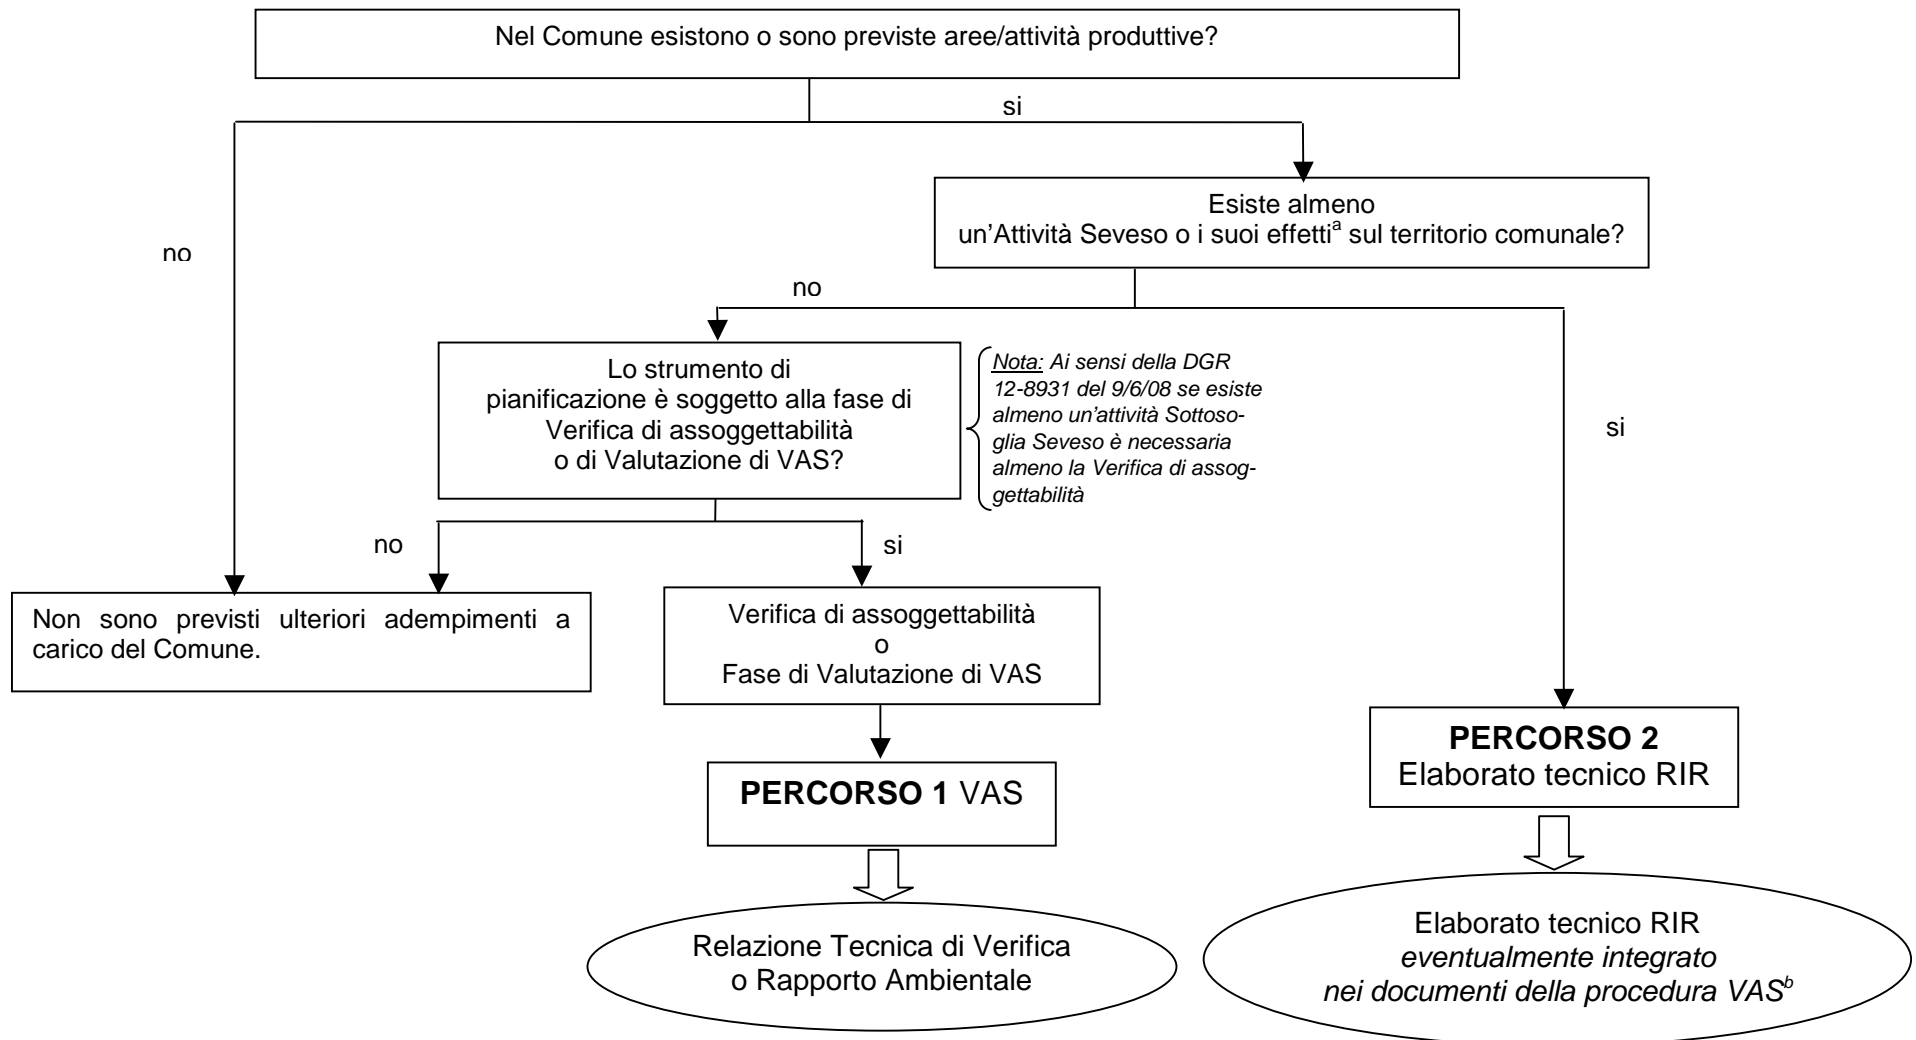 Nel Comune esistono o sono previste aree/attività produttive?
si
no
Esiste almeno
un'Attività Seveso o i suoi effettiᵃ sul territorio comunale?
no
si
Lo strumento di
pianificazione è soggetto alla fase di
Verifica di assoggettabilità
o di Valutazione di VAS?
Nota: Ai sensi della DGR
12-8931 del 9/6/08 se esiste
almeno un'attività Sottoso-
glia Seveso è necessaria
almeno la Verifica di assog-
gettabilità
no
si
Non sono previsti ulteriori adempimenti a
carico del Comune.
Verifica di assoggettabilità
o
Fase di Valutazione di VAS
PERCORSO 1 VAS
PERCORSO 2
Elaborato tecnico RIR
Relazione Tecnica di Verifica
o Rapporto Ambientale
Elaborato tecnico RIR
eventualmente integrato
nei documenti della procedura VASᵇ